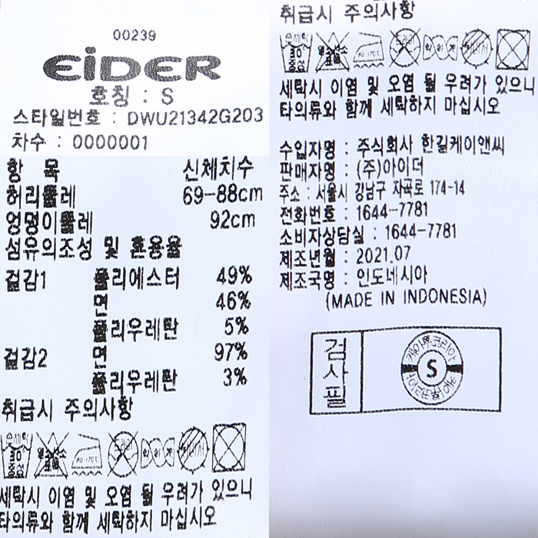 00239
EiDER
호칭 : S
스타일번호 : DWU21342G203
차수 : 0000001
항 목 신체치수
허리둘레 69-88cm
엉덩이둘레 92cm
섬유의조성 및 혼용율
겉감1 폴리에스터 49%
면 46%
폴리우레탄 5%
겉감2 면 97%
폴리우레탄 3%
취급시 주의사항
손세탁
30
중성
세탁시 이염 및 오염 될 우려가 있으니
타의류와 함께 세탁하지 마십시오
취급시 주의사항
30
중성
세탁시 이염 및 오염 될 우려가 있으니
타의류와 함께 세탁하지 마십시오
수입자명 : 주식회사 한길케이앤씨
판매자명 : (주)아이더
주소 : 서울시 강남구 자곡로 174-14
전화번호 : 1644-7781
소비자상담실 : 1644-7781
제조년월 : 2021.07
제조국명 : 인도네시아
(MADE IN INDONESIA)
검사필
S